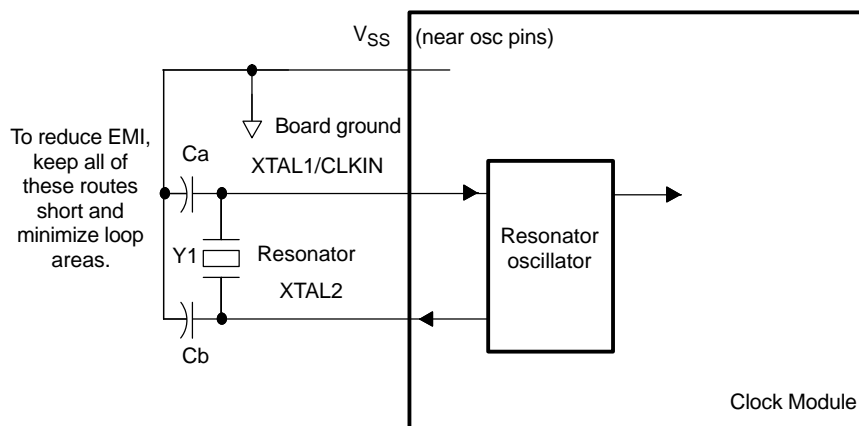 V_SS (near osc pins)
Board ground
To reduce EMI,
keep all of
these routes
short and
minimize loop
areas.
Ca
XTAL1/CLKIN
Y1
Resonator
XTAL2
Cb
Resonator
oscillator
Clock Module